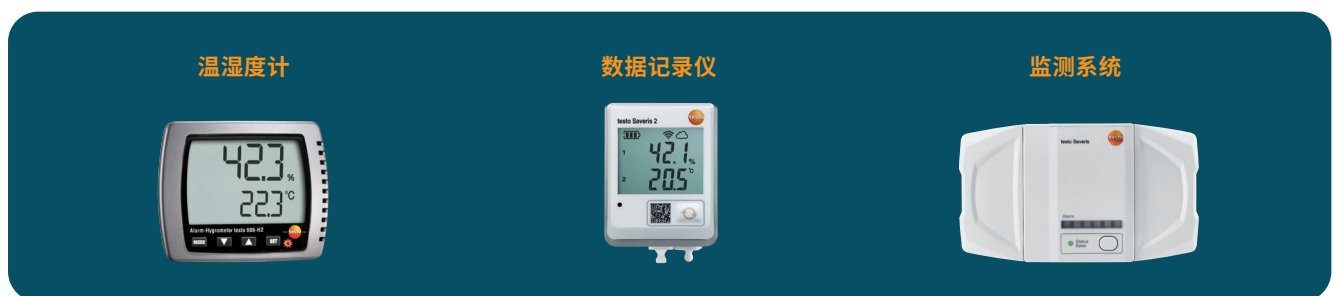 温湿度计
数据记录仪
监测系统
42.3 %
22.3 °C
Alarm-Hygrometer testo 608-H2
testo
MODE
SET
testo Saveris 2
testo
1 42.1 %
2 20.5 °C
testo Saveris
testo
Alarm
Status
Base